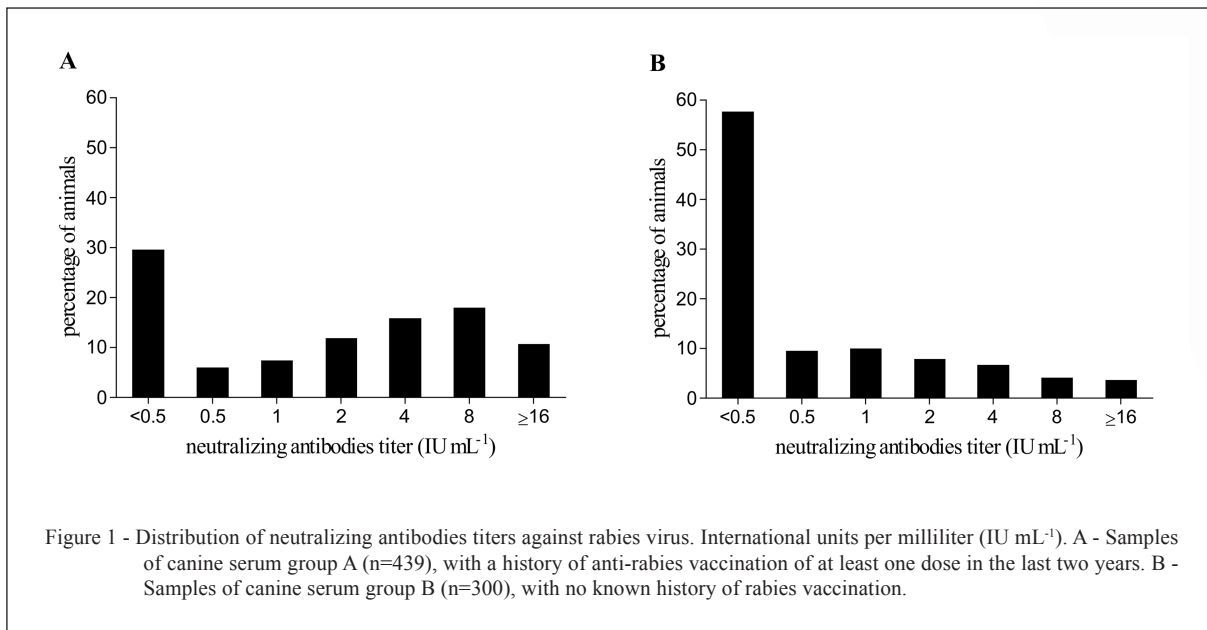 A
percentage of animals
60
50
40
30
20
10
0
<0.5 0.5 1 2 4 8 ≥16
neutralizing antibodies titer (IU mL-1)
B
percentage of animals
60
50
40
30
20
10
0
<0.5 0.5 1 2 4 8 ≥16
neutralizing antibodies titer (IU mL-1)
Figure 1 - Distribution of neutralizing antibodies titers against rabies virus. International units per milliliter (IU mL-1). A - Samples
of canine serum group A (n=439), with a history of anti-rabies vaccination of at least one dose in the last two years. B -
Samples of canine serum group B (n=300), with no known history of rabies vaccination.